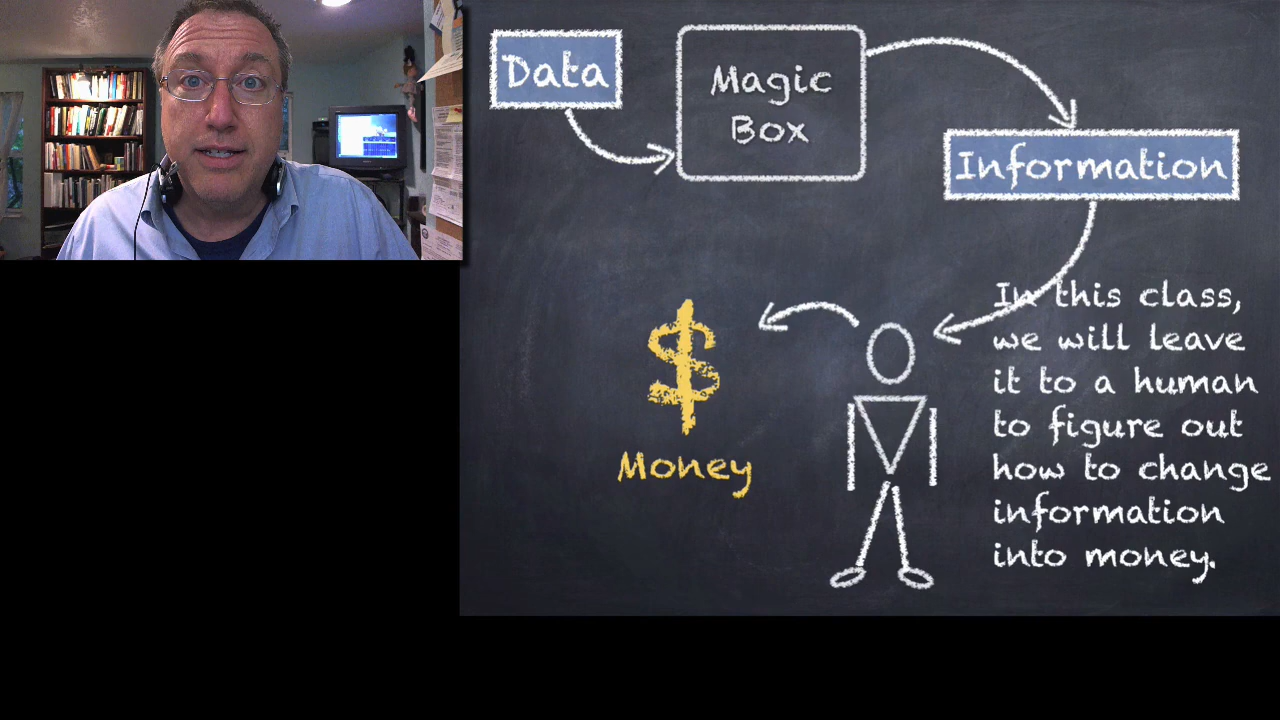 Data
Magic
Box
Information
In this class,
we will leave
it to a human
to figure out
how to change
information
into money.
$
Money